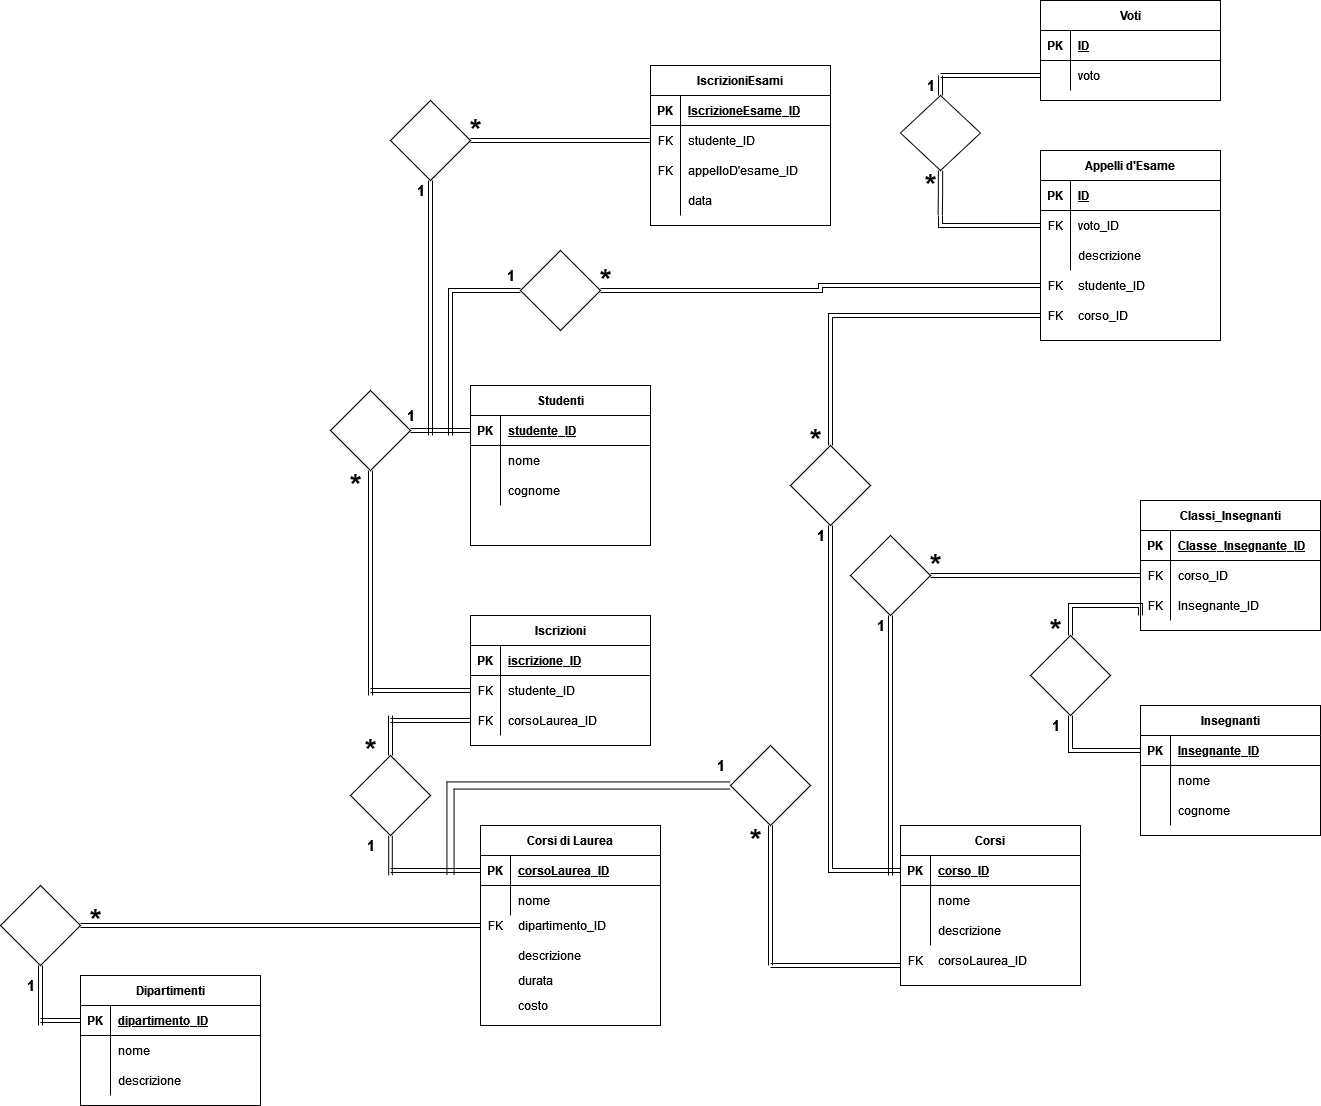 Voti
PK ID
voto
1
*
IscrizioniEsami
PK IscrizioneEsame_ID
FK studente_ID
FK appelloD'esame_ID
data
*
1
Appelli d'Esame
PK ID
FK voto_ID
descrizione
FK studente_ID
FK corso_ID
1
*
Studenti
PK studente_ID
nome
cognome
1
*
*
1
Classi_Insegnanti
PK Classe_Insegnante_ID
FK corso_ID
FK Insegnante_ID
*
1
*
1
Iscrizioni
PK iscrizione_ID
FK studente_ID
FK corsoLaurea_ID
*
1
Insegnanti
PK Insegnante_ID
nome
cognome
1
*
Corsi di Laurea
PK corsoLaurea_ID
nome
FK dipartimento_ID
descrizione
durata
costo
Corsi
PK corso_ID
nome
descrizione
FK corsoLaurea_ID
*
1
Dipartimenti
PK dipartimento_ID
nome
descrizione